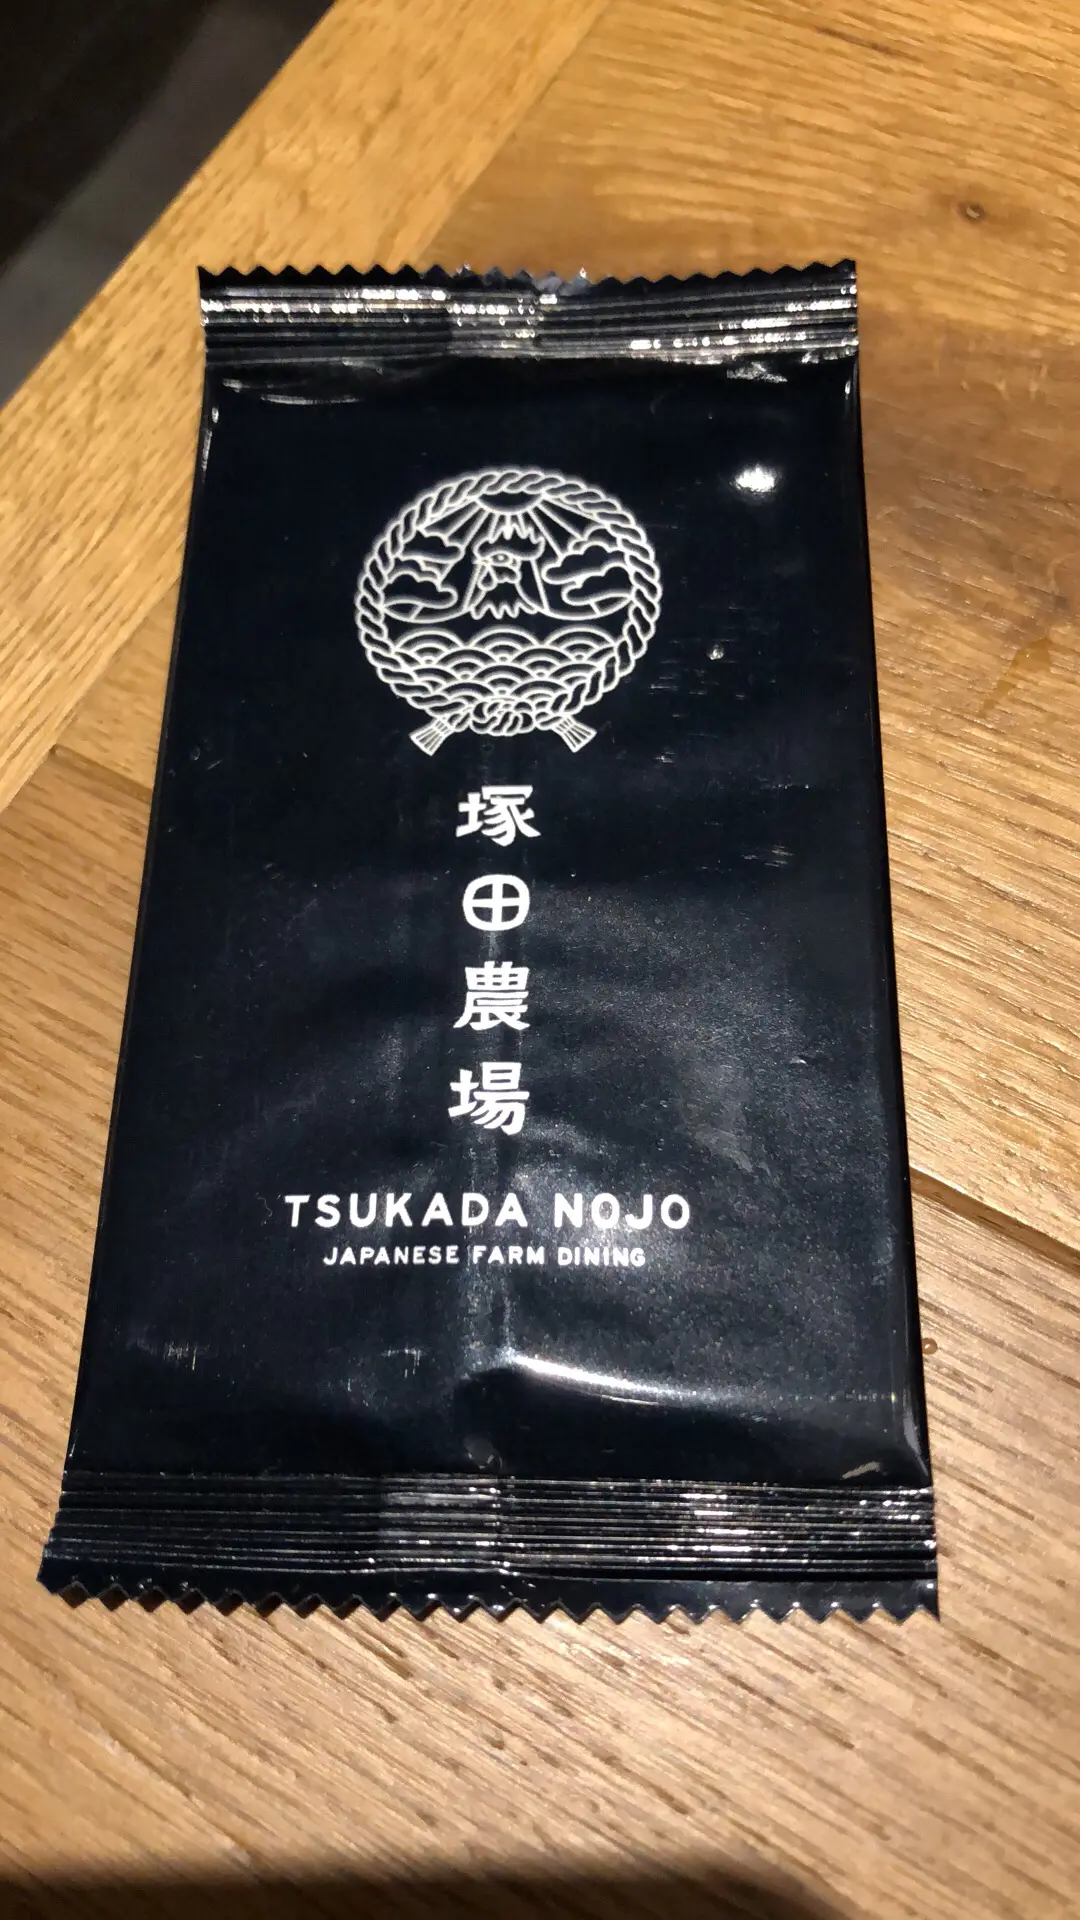 塚田農場
TSUKADA NOJO
JAPANESE FARM DINING